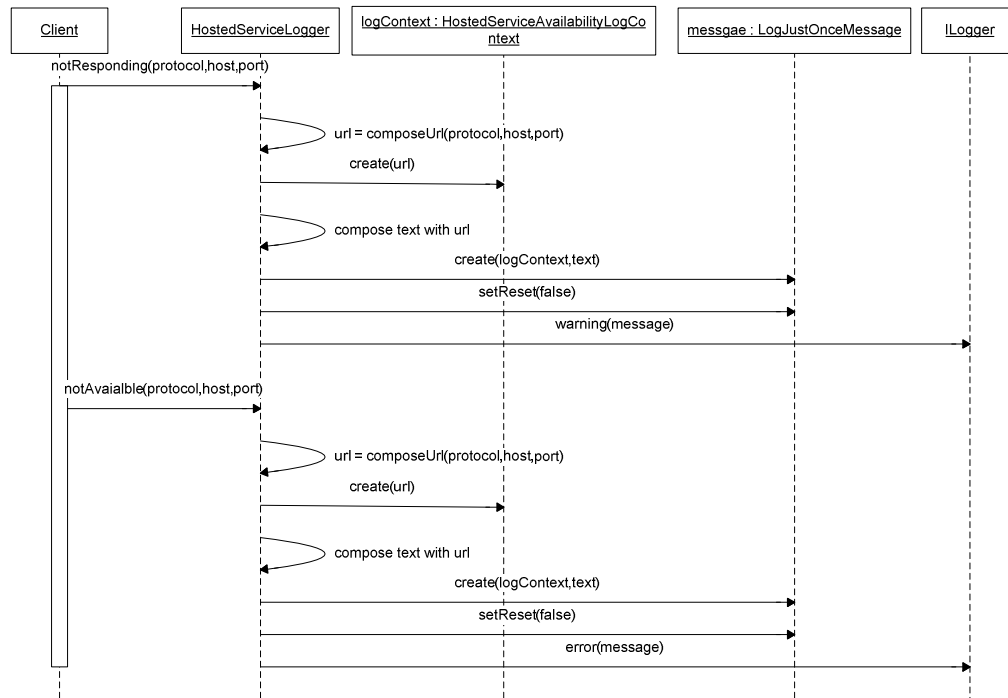 Client
HostedServiceLogger
logContext : HostedServiceAvailabilityLogCo
ntext
messgae : LogJustOnceMessage
ILogger
notResponding(protocol,host,port)
url = composeUrl(protocol,host,port)
create(url)
compose text with url
create(logContext,text)
setReset(false)
warning(message)
notAvaialble(protocol,host,port)
url = composeUrl(protocol,host,port)
create(url)
compose text with url
create(logContext,text)
setReset(false)
error(message)